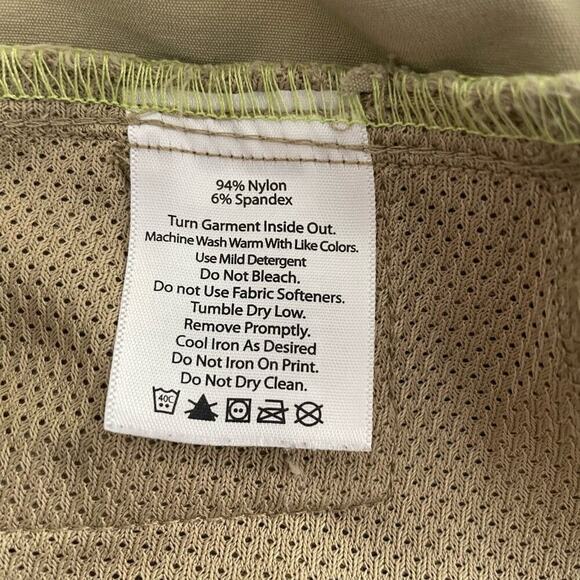 94% Nylon
6% Spandex
Turn Garment Inside Out.
Machine Wash Warm With Like Colors.
Use Mild Detergent
Do Not Bleach.
Do not Use Fabric Softeners.
Tumble Dry Low.
Remove Promptly.
Cool Iron As Desired
Do Not Iron On Print.
Do Not Dry Clean.
40C